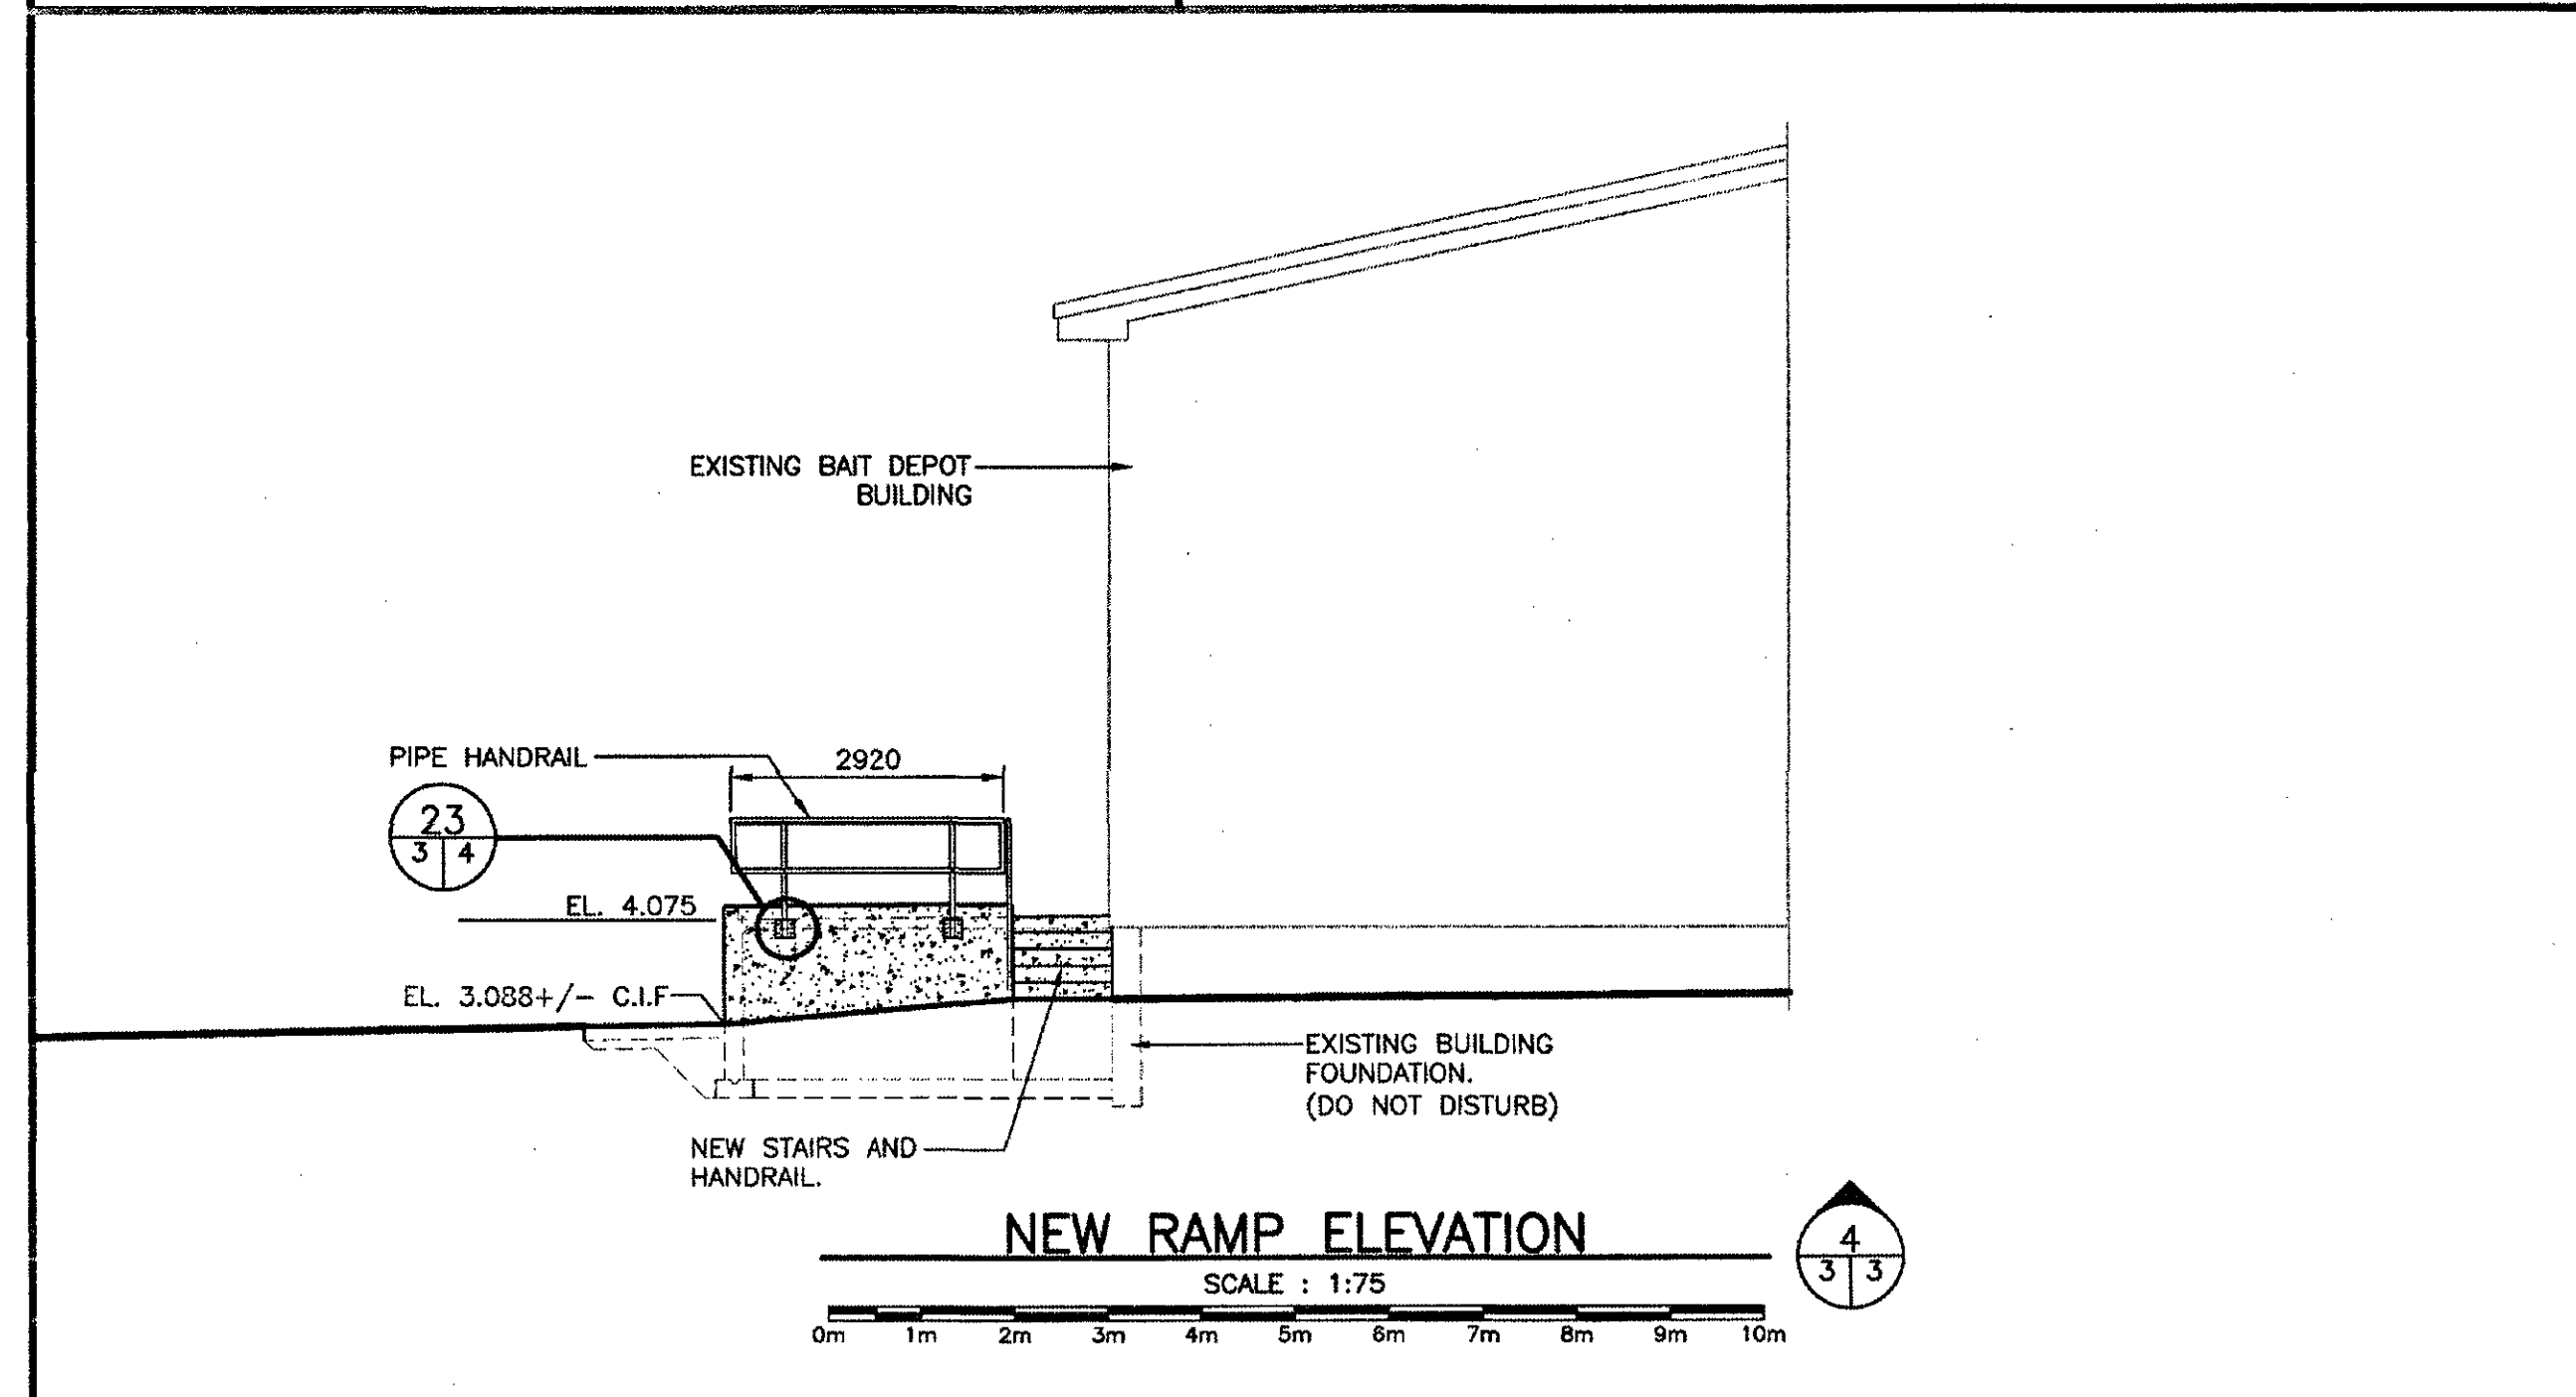 EXISTING BAIT DEPOT
BUILDING
PIPE HANDRAIL
2920
23
3 4
EL. 4.075
EL. 3.088+/- C.I.F
EXISTING BUILDING
FOUNDATION.
(DO NOT DISTURB)
NEW STAIRS AND
HANDRAIL.
NEW RAMP ELEVATION
SCALE : 1:75
4
3 3
0m 1m 2m 3m 4m 5m 6m 7m 8m 9m 10m